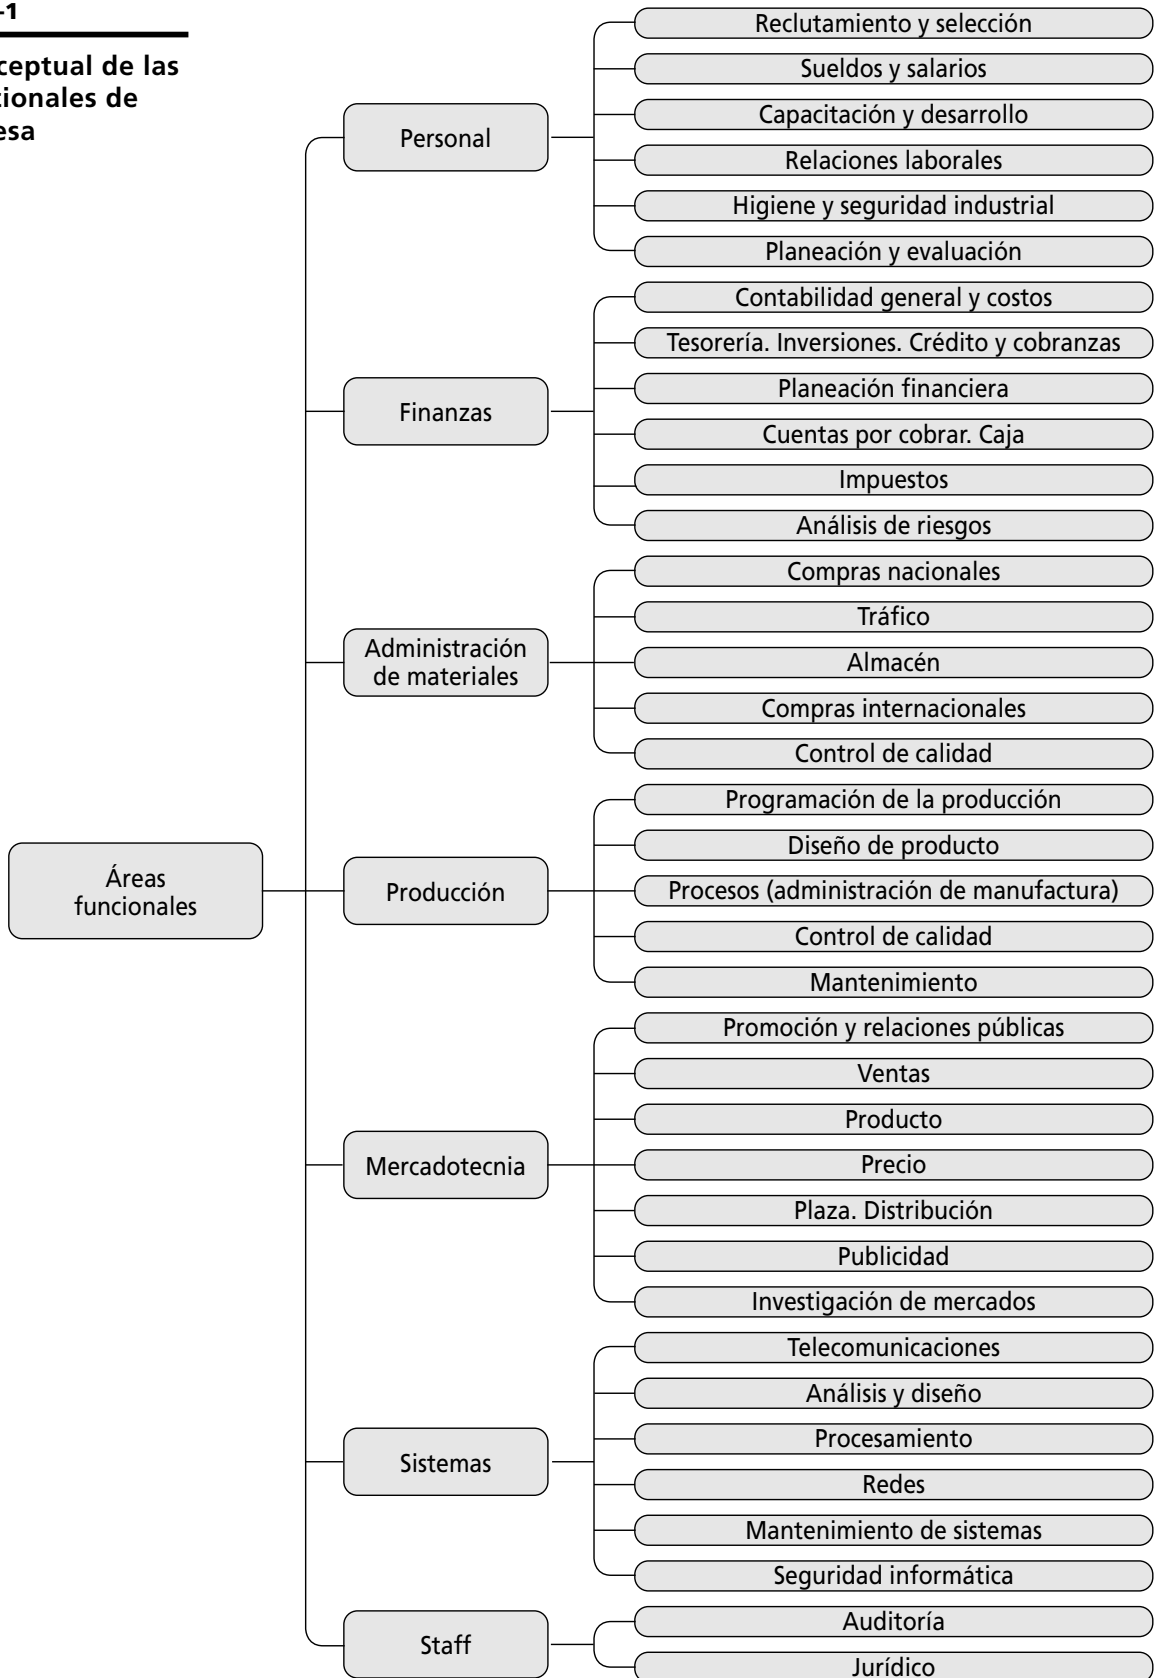 -1
ceptual de las
cionales de
esa
Áreas
funcionales
Personal
Reclutamiento y selección
Sueldos y salarios
Capacitación y desarrollo
Relaciones laborales
Higiene y seguridad industrial
Planeación y evaluación
Finanzas
Contabilidad general y costos
Tesorería. Inversiones. Crédito y cobranzas
Planeación financiera
Cuentas por cobrar. Caja
Impuestos
Análisis de riesgos
Administración
de materiales
Compras nacionales
Tráfico
Almacén
Compras internacionales
Control de calidad
Producción
Programación de la producción
Diseño de producto
Procesos (administración de manufactura)
Control de calidad
Mantenimiento
Mercadotecnia
Promoción y relaciones públicas
Ventas
Producto
Precio
Plaza. Distribución
Publicidad
Investigación de mercados
Sistemas
Telecomunicaciones
Análisis y diseño
Procesamiento
Redes
Mantenimiento de sistemas
Seguridad informática
Staff
Auditoría
Jurídico